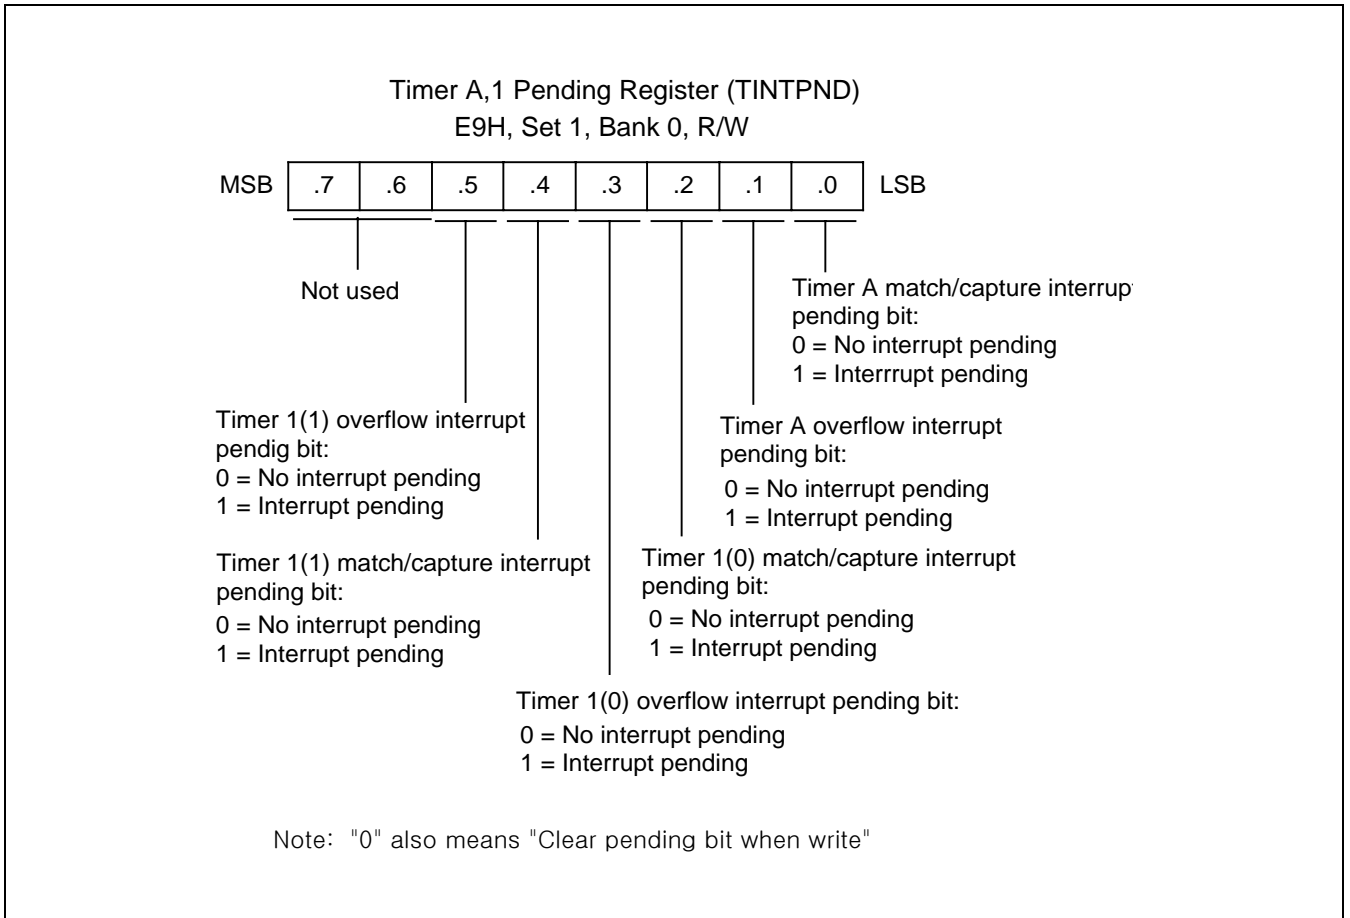 Timer A,1 Pending Register (TINTPND)
E9H, Set 1, Bank 0, R/W
MSB .7 .6 .5 .4 .3 .2 .1 .0 LSB
Not used
Timer A match/capture interrup
pending bit:
0 = No interrupt pending
1 = Interrrupt pending
Timer 1(1) overflow interrupt
pendig bit:
0 = No interrupt pending
1 = Interrupt pending
Timer A overflow interrupt
pending bit:
0 = No interrupt pending
1 = Interrupt pending
Timer 1(1) match/capture interrupt
pending bit:
0 = No interrupt pending
1 = Interrupt pending
Timer 1(0) match/capture interrupt
pending bit:
0 = No interrupt pending
1 = Interrupt pending
Timer 1(0) overflow interrupt pending bit:
0 = No interrupt pending
1 = Interrupt pending
Note: "0" also means "Clear pending bit when write"